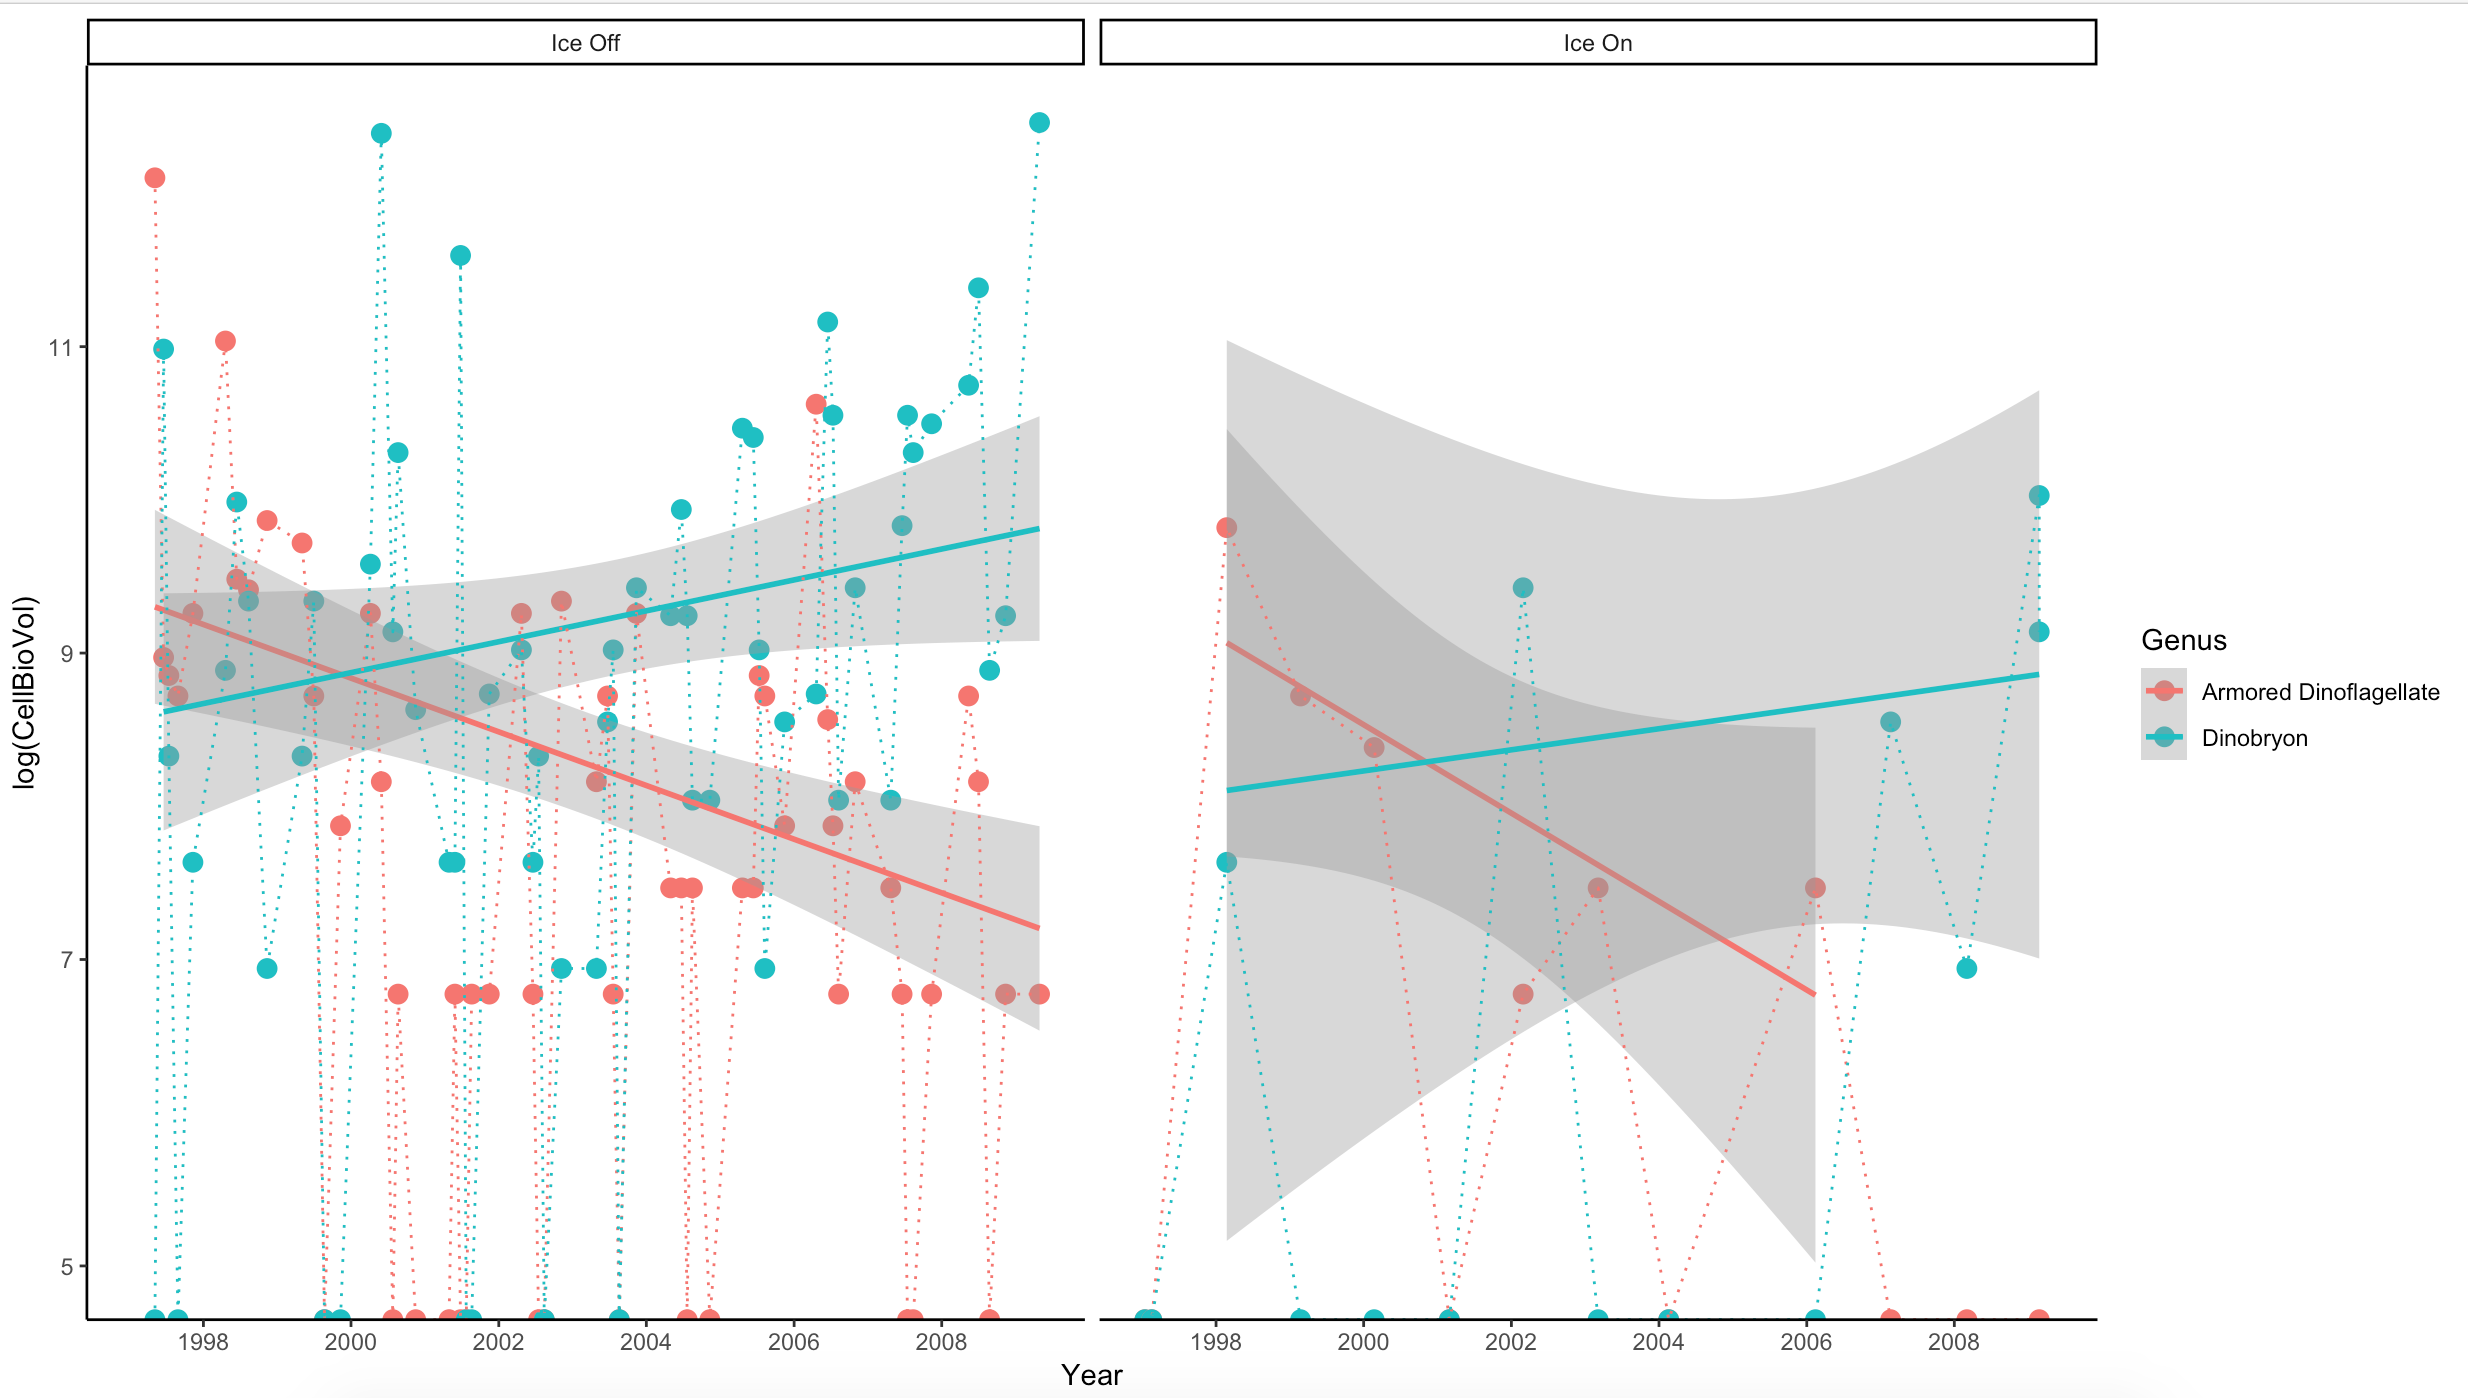 Ice Off
Ice On
log(CellBioVol)
11
9
7
5
1998 2000 2002 2004 2006 2008
1998 2000 2002 2004 2006 2008
Year
Genus
Armored Dinoflagellate
Dinobryon